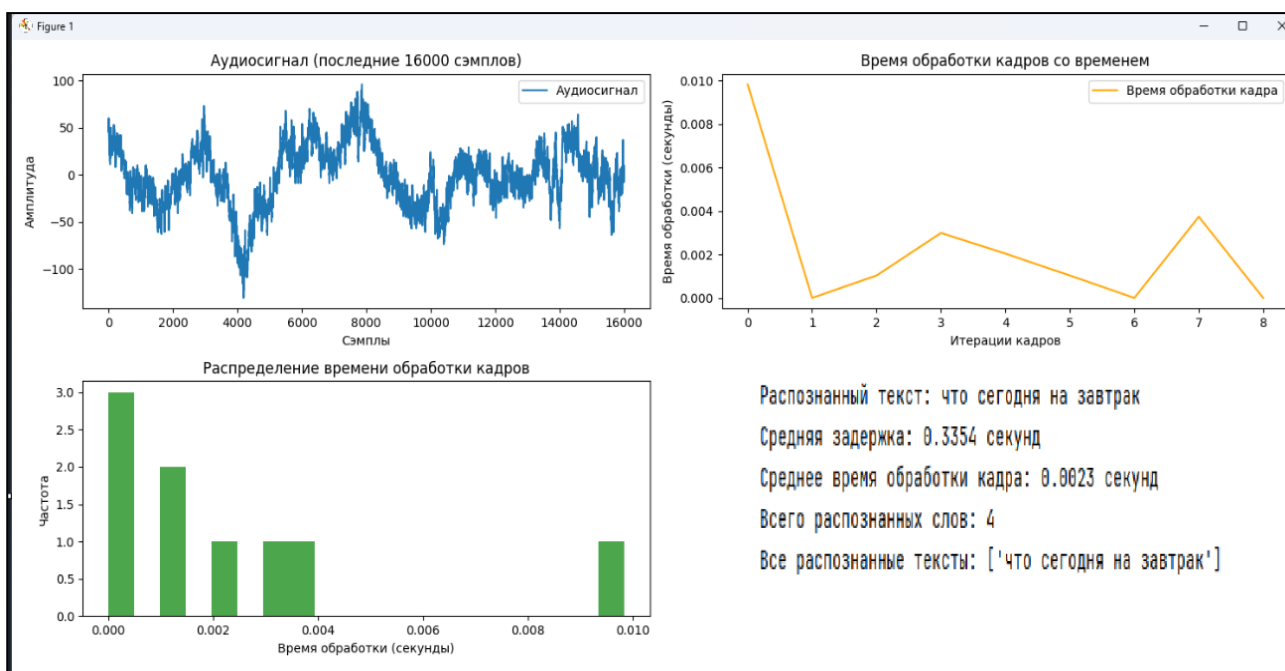 Figure 1
Аудиосигнал (последние 16000 сэмплов)
100
50
0
−50
−100
Амплитуда
Аудиосигнал
0 2000 4000 6000 8000 10000 12000 14000 16000
Сэмплы
Время обработки кадров со временем
0.010
0.008
0.006
0.004
0.002
0.000
Время обработки (секунды)
Время обработки кадра
0 1 2 3 4 5 6 7 8
Итерации кадров
Распределение времени обработки кадров
3.0
2.5
2.0
1.5
1.0
0.5
0.0
Частота
0.000 0.002 0.004 0.006 0.008 0.010
Время обработки (секунды)
Распознанный текст: что сегодня на завтрак
Средняя задержка: 0.3354 секунд
Среднее время обработки кадра: 0.0023 секунд
Всего распознанных слов: 4
Все распознанные тексты: ['что сегодня на завтрак']